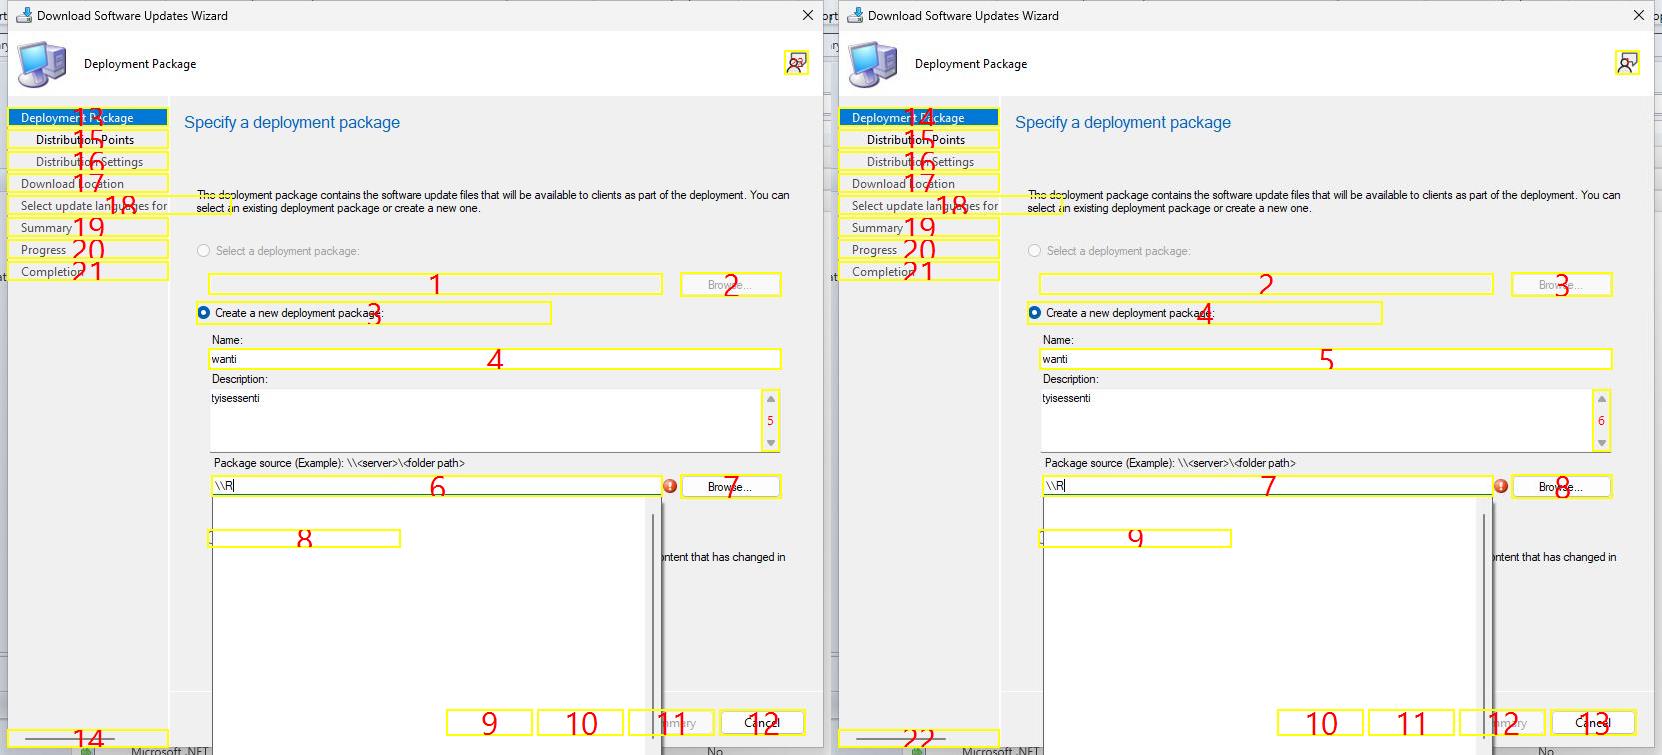 Download Software Updates Wizard
Deployment Package
13
Deployment Package
15
Distribution Points
16
Distribution Settings
17
Download Location
18
Select update languages for
19
Summary
20
Progress
21
Completion
14
Specify a deployment package
The deployment package contains the software update files that will be available to clients as part of the deployment. You can
select an existing deployment package or create a new one.
Select a deployment package:
1
2
Browse...
3
Create a new deployment package:
Name:
wanti
4
Description:
tyisessenti
5
Package source (Example): \\<server>\<folder path>
\\R
6
7
Browse...
8
ontent that has changed in
9
10
11
mmary
12
Cancel
Microsoft .NET
No
Download Software Updates Wizard
Deployment Package
14
Deployment Package
15
Distribution Points
16
Distribution Settings
17
Download Location
18
Select update languages for
19
Summary
20
Progress
21
Completion
22
Specify a deployment package
The deployment package contains the software update files that will be available to clients as part of the deployment. You can
select an existing deployment package or create a new one.
Select a deployment package:
2
3
Browse...
4
Create a new deployment package:
Name:
wanti
5
Description:
tyisessenti
6
Package source (Example): \\<server>\<folder path>
\\R
7
8
Browse...
9
ontent that has changed in
10
11
12
mmary
13
Cancel
Microsoft .NET
No